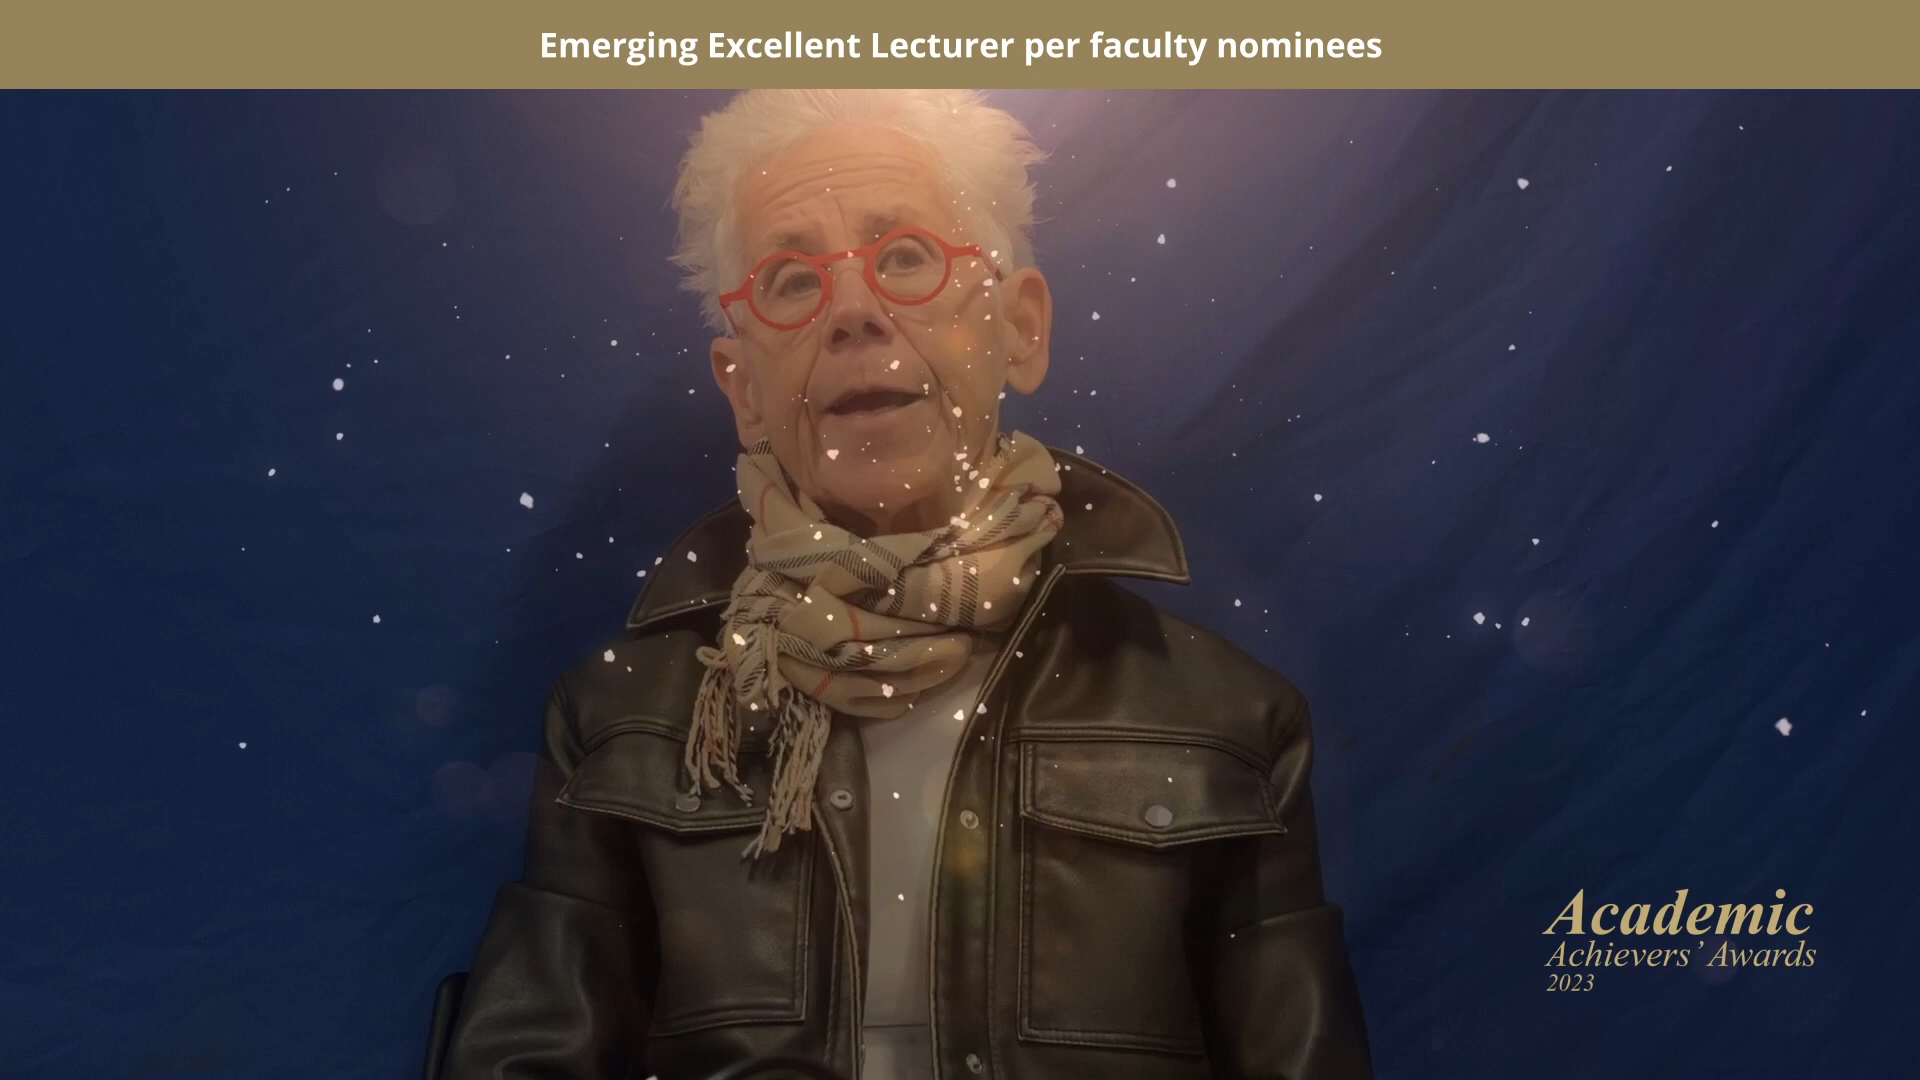 Emerging Excellent Lecturer per faculty nominees
Academic
Achievers’ Awards
2023